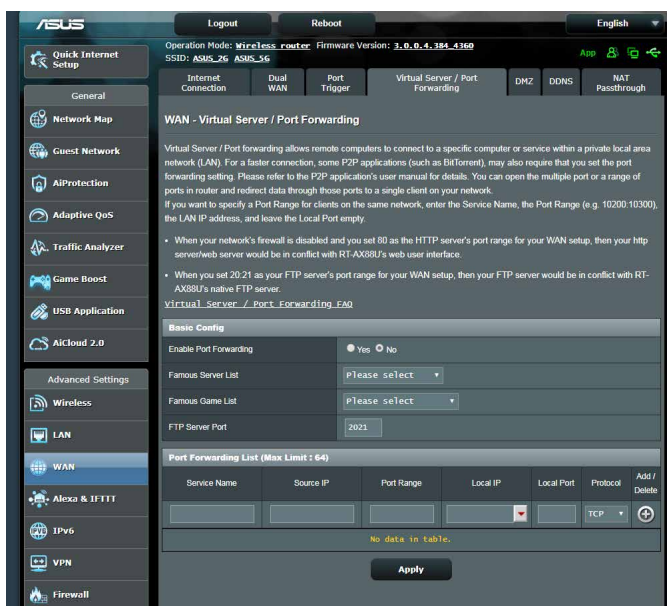 ASUS
Logout
Reboot
English
Quick Internet
Setup
Operation Mode: Wireless router Firmware Version: 3.0.0.4.384_4360
SSID: ASUS_2G ASUS_5G
App
Internet
Connection
Dual
WAN
Port
Trigger
Virtual Server / Port
Forwarding
DMZ
DDNS
NAT
Passthrough
General
Network Map
Guest Network
AiProtection
Adaptive QoS
Traffic Analyzer
Game Boost
USB Application
AiCloud 2.0
Advanced Settings
Wireless
LAN
WAN
Alexa & IFTTT
IPv6
VPN
Firewall
WAN - Virtual Server / Port Forwarding
Virtual Server / Port forwarding allows remote computers to connect to a specific computer or service within a private local area
network (LAN). For a faster connection, some P2P applications (such as BitTorrent), may also require that you set the port
forwarding setting. Please refer to the P2P application's user manual for details. You can open the multiple port or a range of
ports in router and redirect data through those ports to a single client on your network.
If you want to specify a Port Range for clients on the same network, enter the Service Name, the Port Range (e.g. 10200:10300),
the LAN IP address, and leave the Local Port empty.
• When your network's firewall is disabled and you set 80 as the HTTP server's port range for your WAN setup, then your http
server/web server would be in conflict with RT-AX88U's web user interface.
• When you set 20:21 as your FTP server's port range for your WAN setup, then your FTP server would be in conflict with RT-
AX88U's native FTP server.
Virtual Server / Port Forwarding FAQ
Basic Config
Enable Port Forwarding Yes No
Famous Server List Please select
Famous Game List Please select
FTP Server Port 2021
Port Forwarding List (Max Limit : 64)
Service Name
Source IP
Port Range
Local IP
Local Port
Protocol
Add /
Delete
TCP
No data in table.
Apply